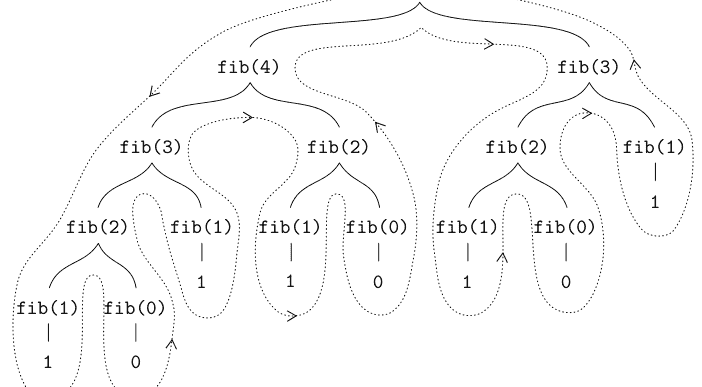 fib(4) fib(3)
fib(3) fib(2) fib(2) fib(1)
1
fib(2) fib(1) fib(1) fib(0) fib(1) fib(0)
1 1 0 1 0
fib(1) fib(0)
1 0